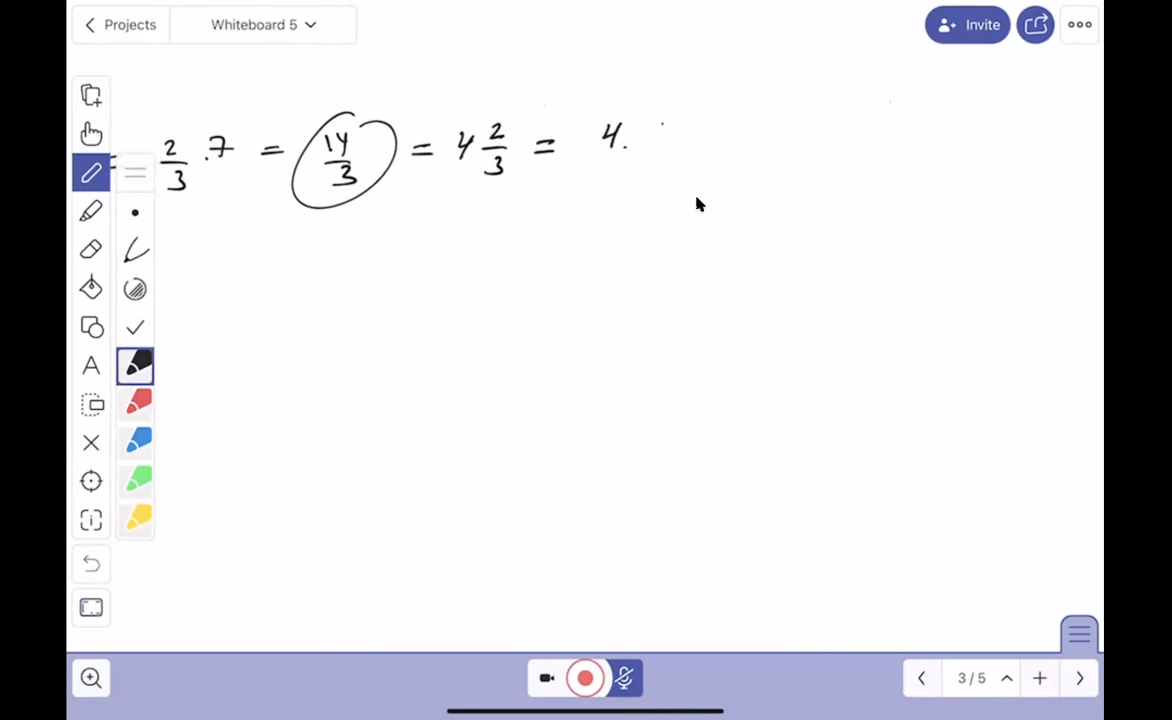 Projects
Whiteboard 5
Invite
= 2/3 . 7 = 14/3 = 4 2/3 = 4.
A
3/5